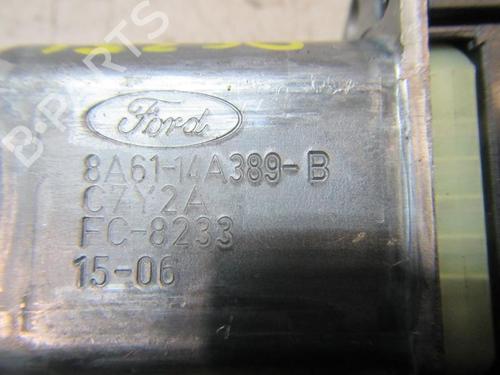 B-PARTS
Ford
8A61-14A389-B
C7Y2A
FC-8233
15-06